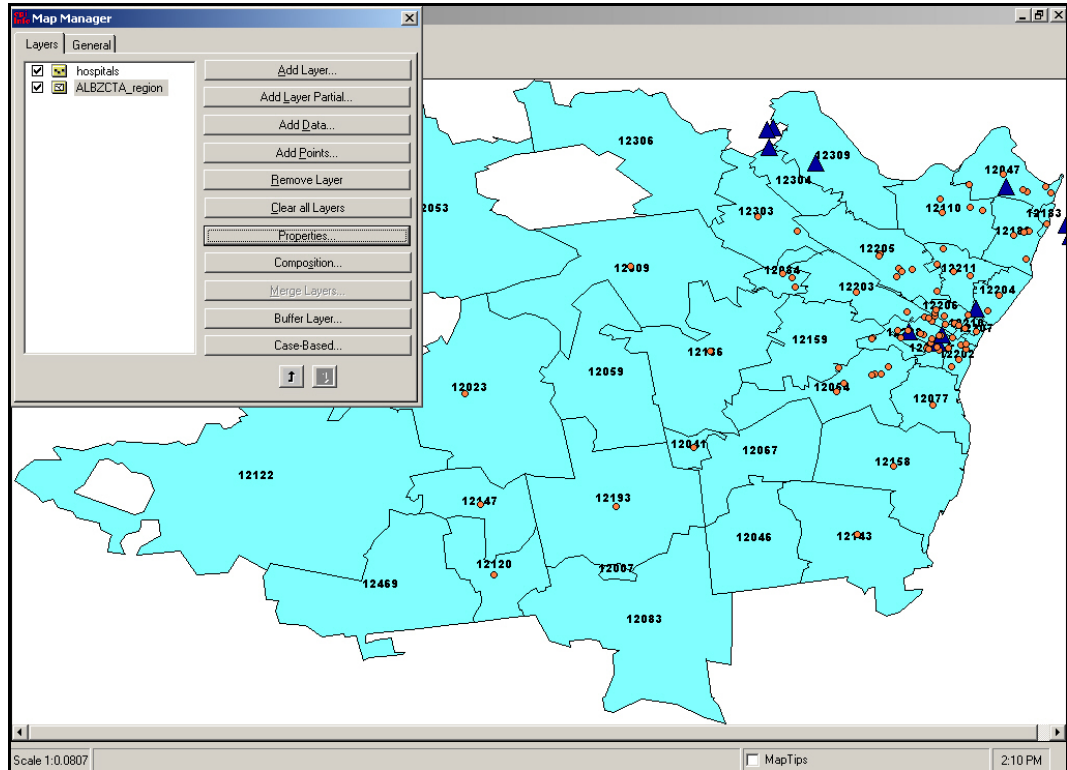 Map Manager
Layers General
hospitals
ALBZCTA_region
Add Layer...
Add Layer Partial...
Add Data...
Add Points...
Remove Layer
Clear all Layers
Properties...
Composition...
Merge Layers...
Buffer Layer...
Case-Based...
12306
12309
12304
12047
12303
12110
12183
12205
12211
12009
12203
12204
12206
12159
12202
12059
12023
12077
12041
12067
12158
12122
12147
12193
12046
12143
12120
12007
12469
12083
Scale 1:0.0807
MapTips
2:10 PM